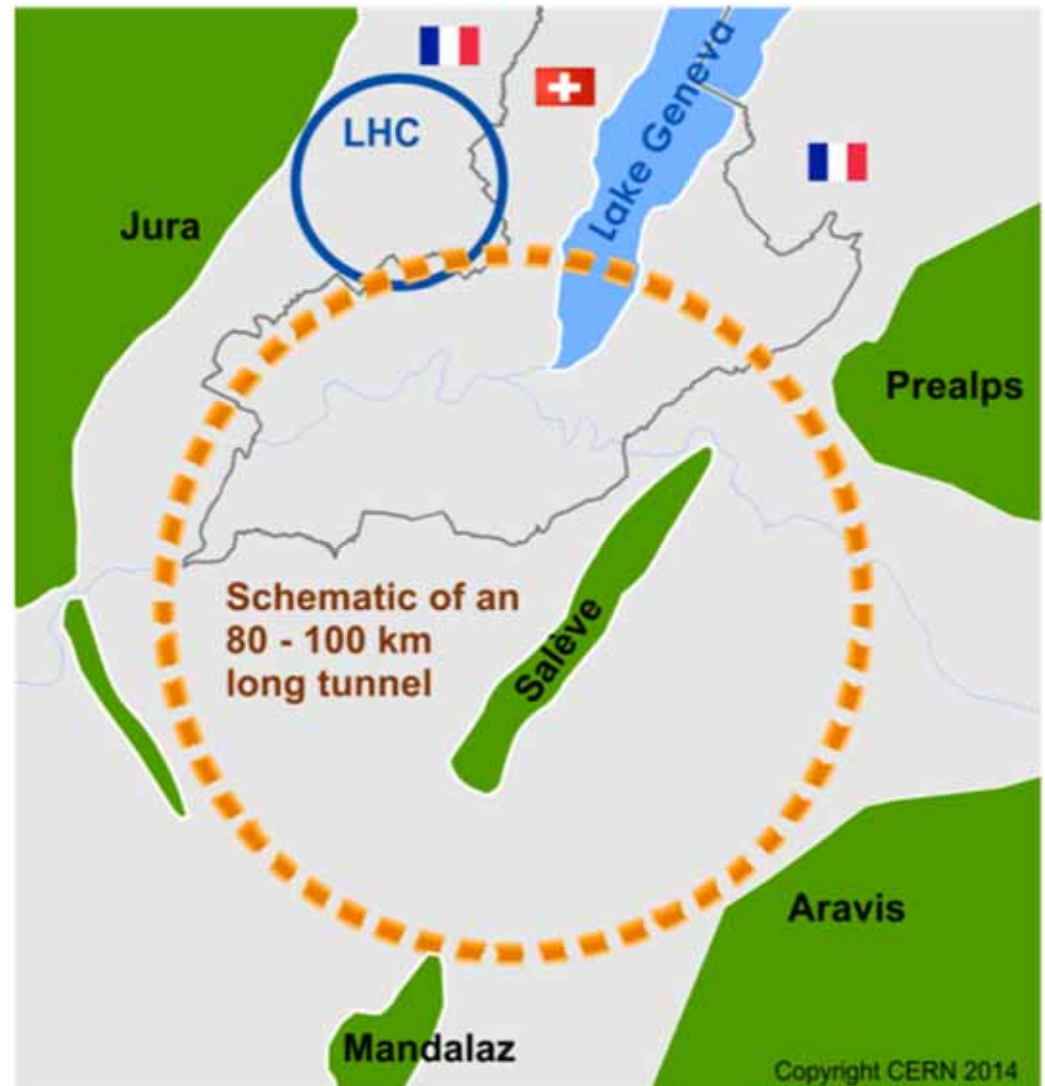 LHC
Lake Geneva
Jura
Prealps
Schematic of an
80 - 100 km
long tunnel
Salève
Aravis
Mandalaz
Copyright CERN 2014